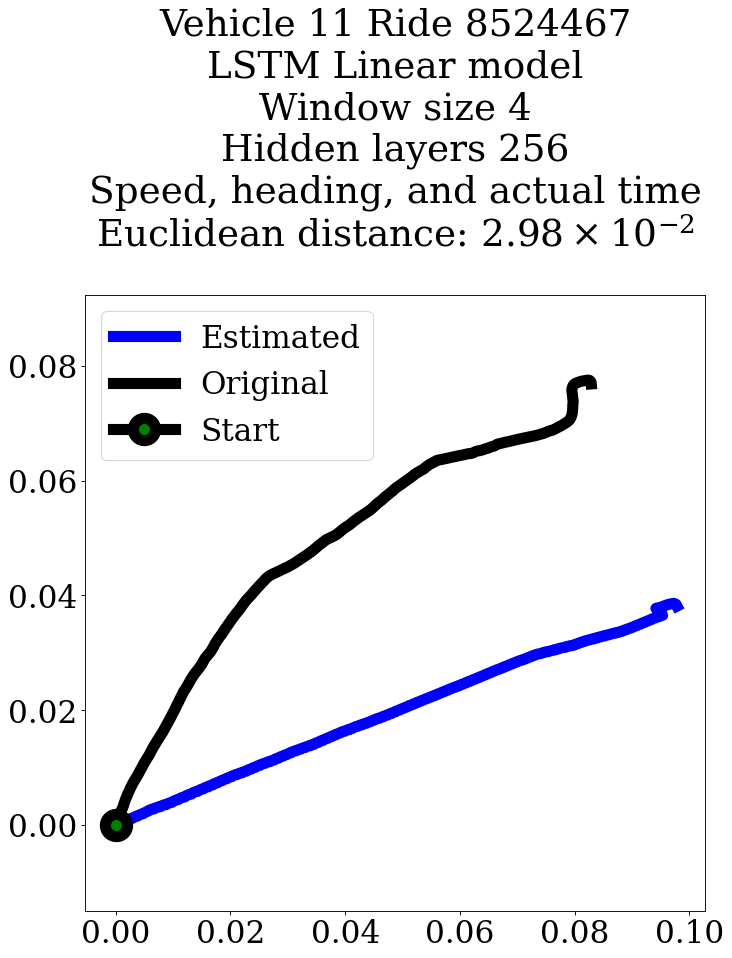 Vehicle 11 Ride 8524467
LSTM Linear model
Window size 4
Hidden layers 256
Speed, heading, and actual time
Euclidean distance: 2.98 × 10⁻²
Estimated
Original
Start
0.08
0.06
0.04
0.02
0.00
0.00 0.02 0.04 0.06 0.08 0.10